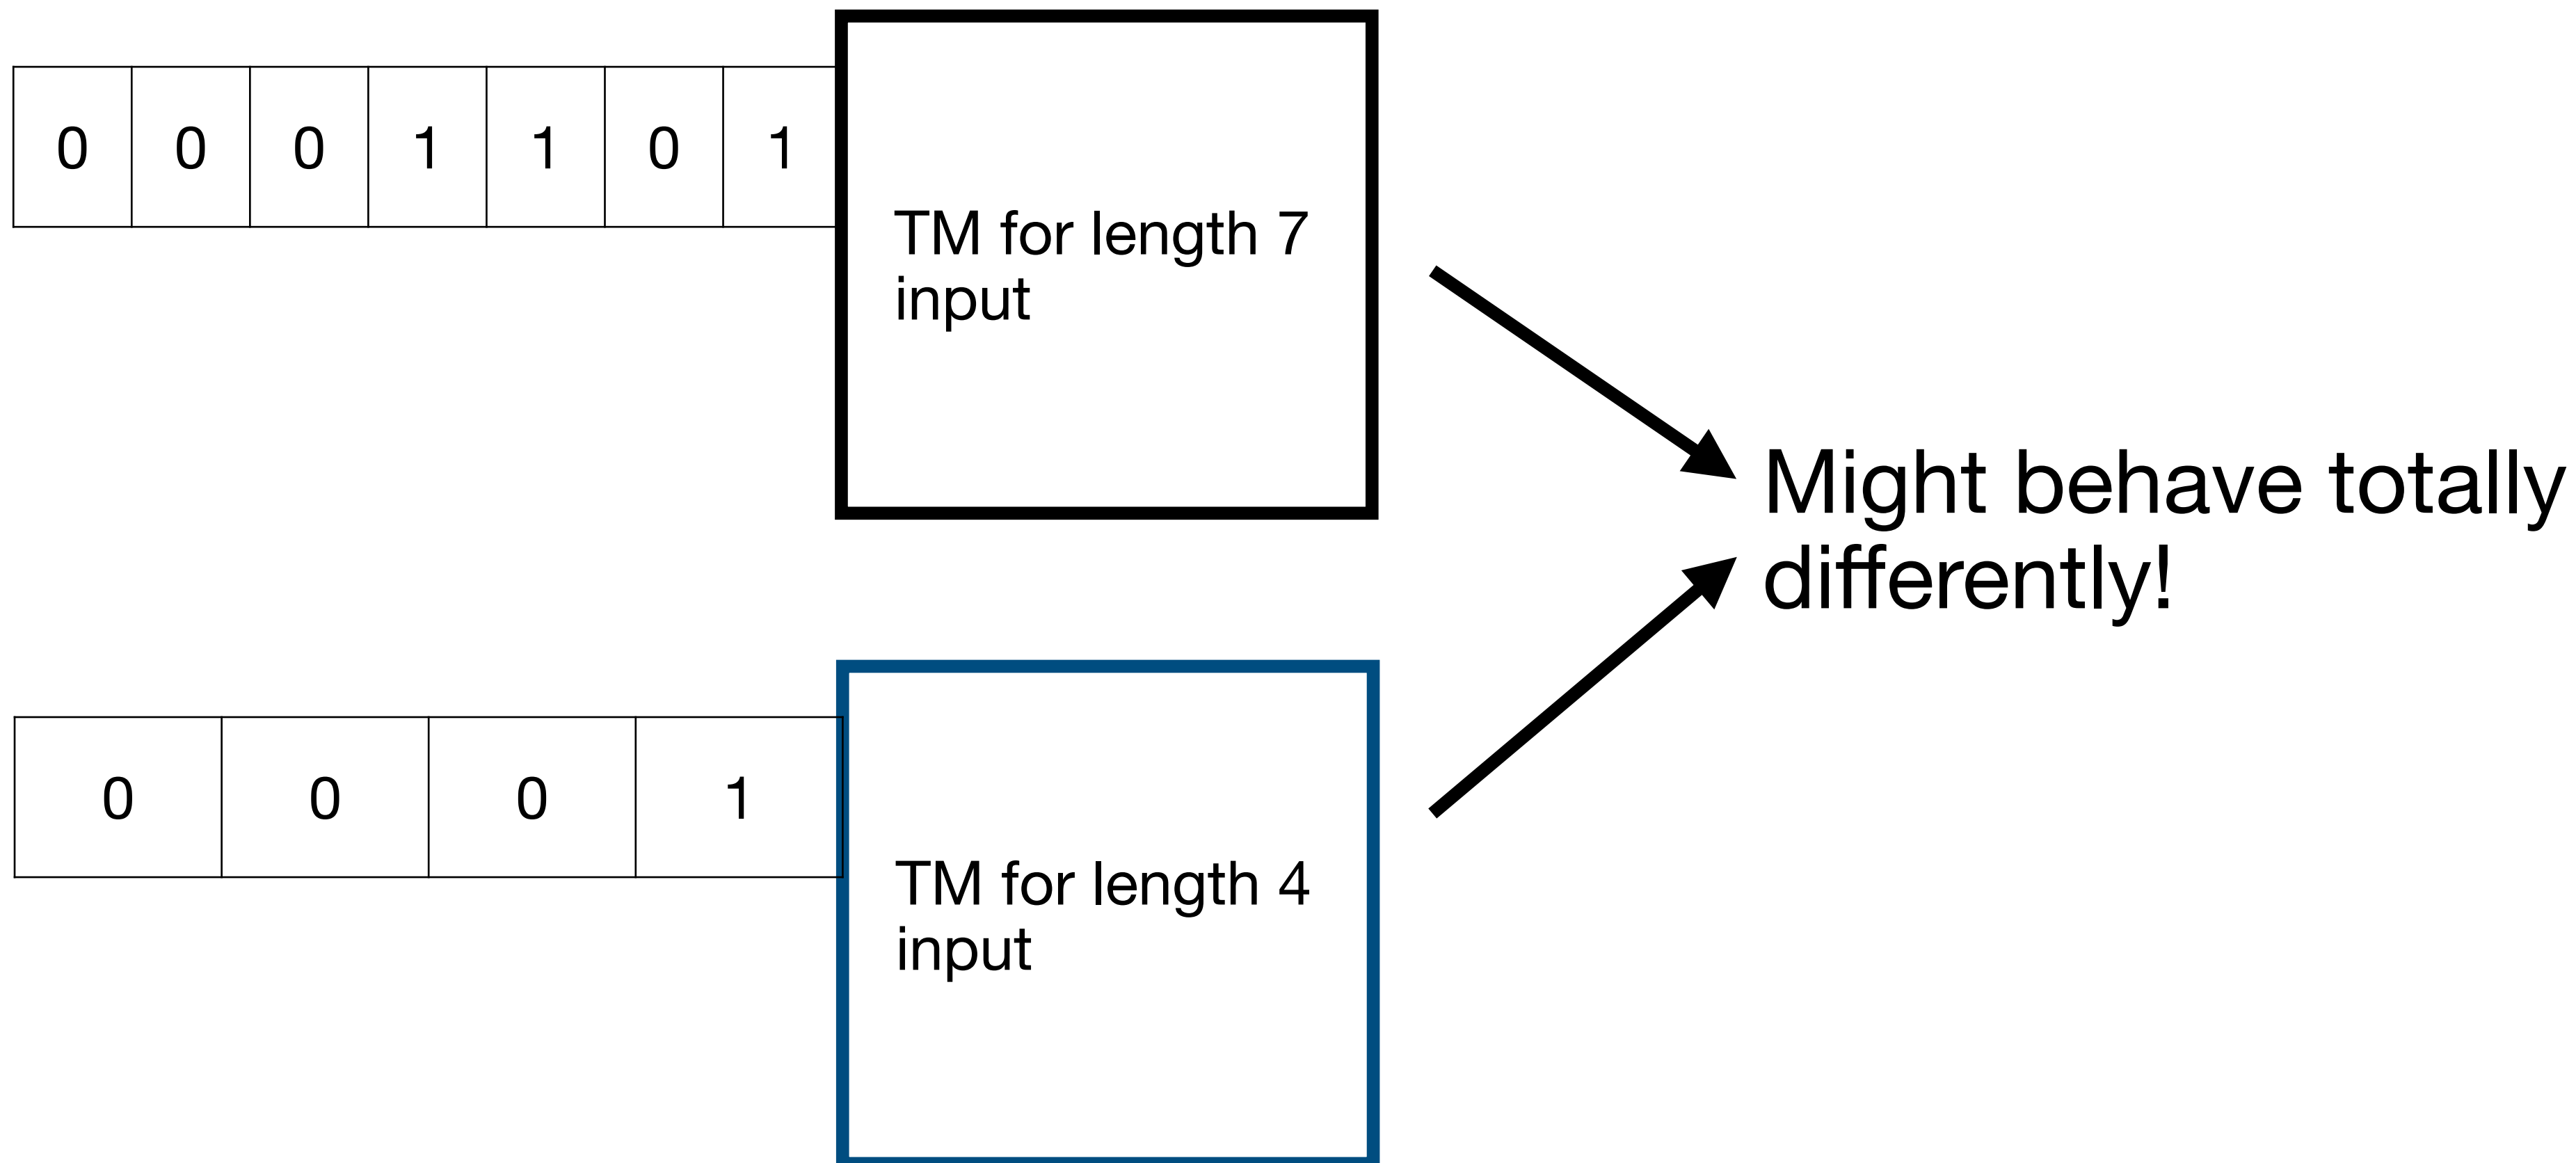 0 0 0 1 1 0 1
TM for length 7
input
Might behave totally
differently!
0 0 0 1
TM for length 4
input